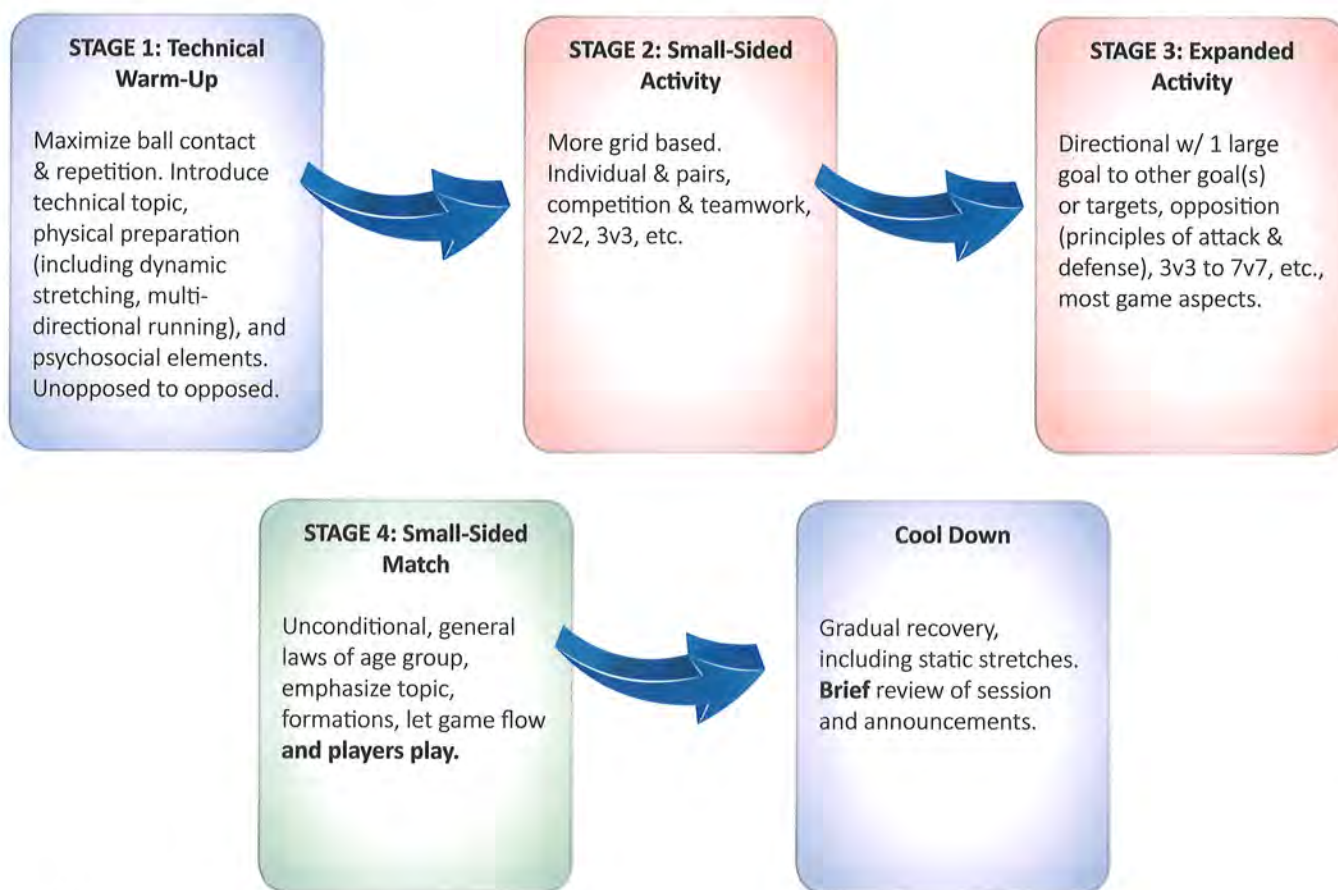 STAGE 1: Technical
Warm-Up
Maximize ball contact
& repetition. Introduce
technical topic,
physical preparation
(including dynamic
stretching, multi-
directional running), and
psychosocial elements.
Unopposed to opposed.
STAGE 2: Small-Sided
Activity
More grid based.
Individual & pairs,
competition & teamwork,
2v2, 3v3, etc.
STAGE 3: Expanded
Activity
Directional w/ 1 large
goal to other goal(s)
or targets, opposition
(principles of attack &
defense), 3v3 to 7v7, etc.,
most game aspects.
STAGE 4: Small-Sided
Match
Unconditional, general
laws of age group,
emphasize topic,
formations, let game flow
and players play.
Cool Down
Gradual recovery,
including static stretches.
Brief review of session
and announcements.